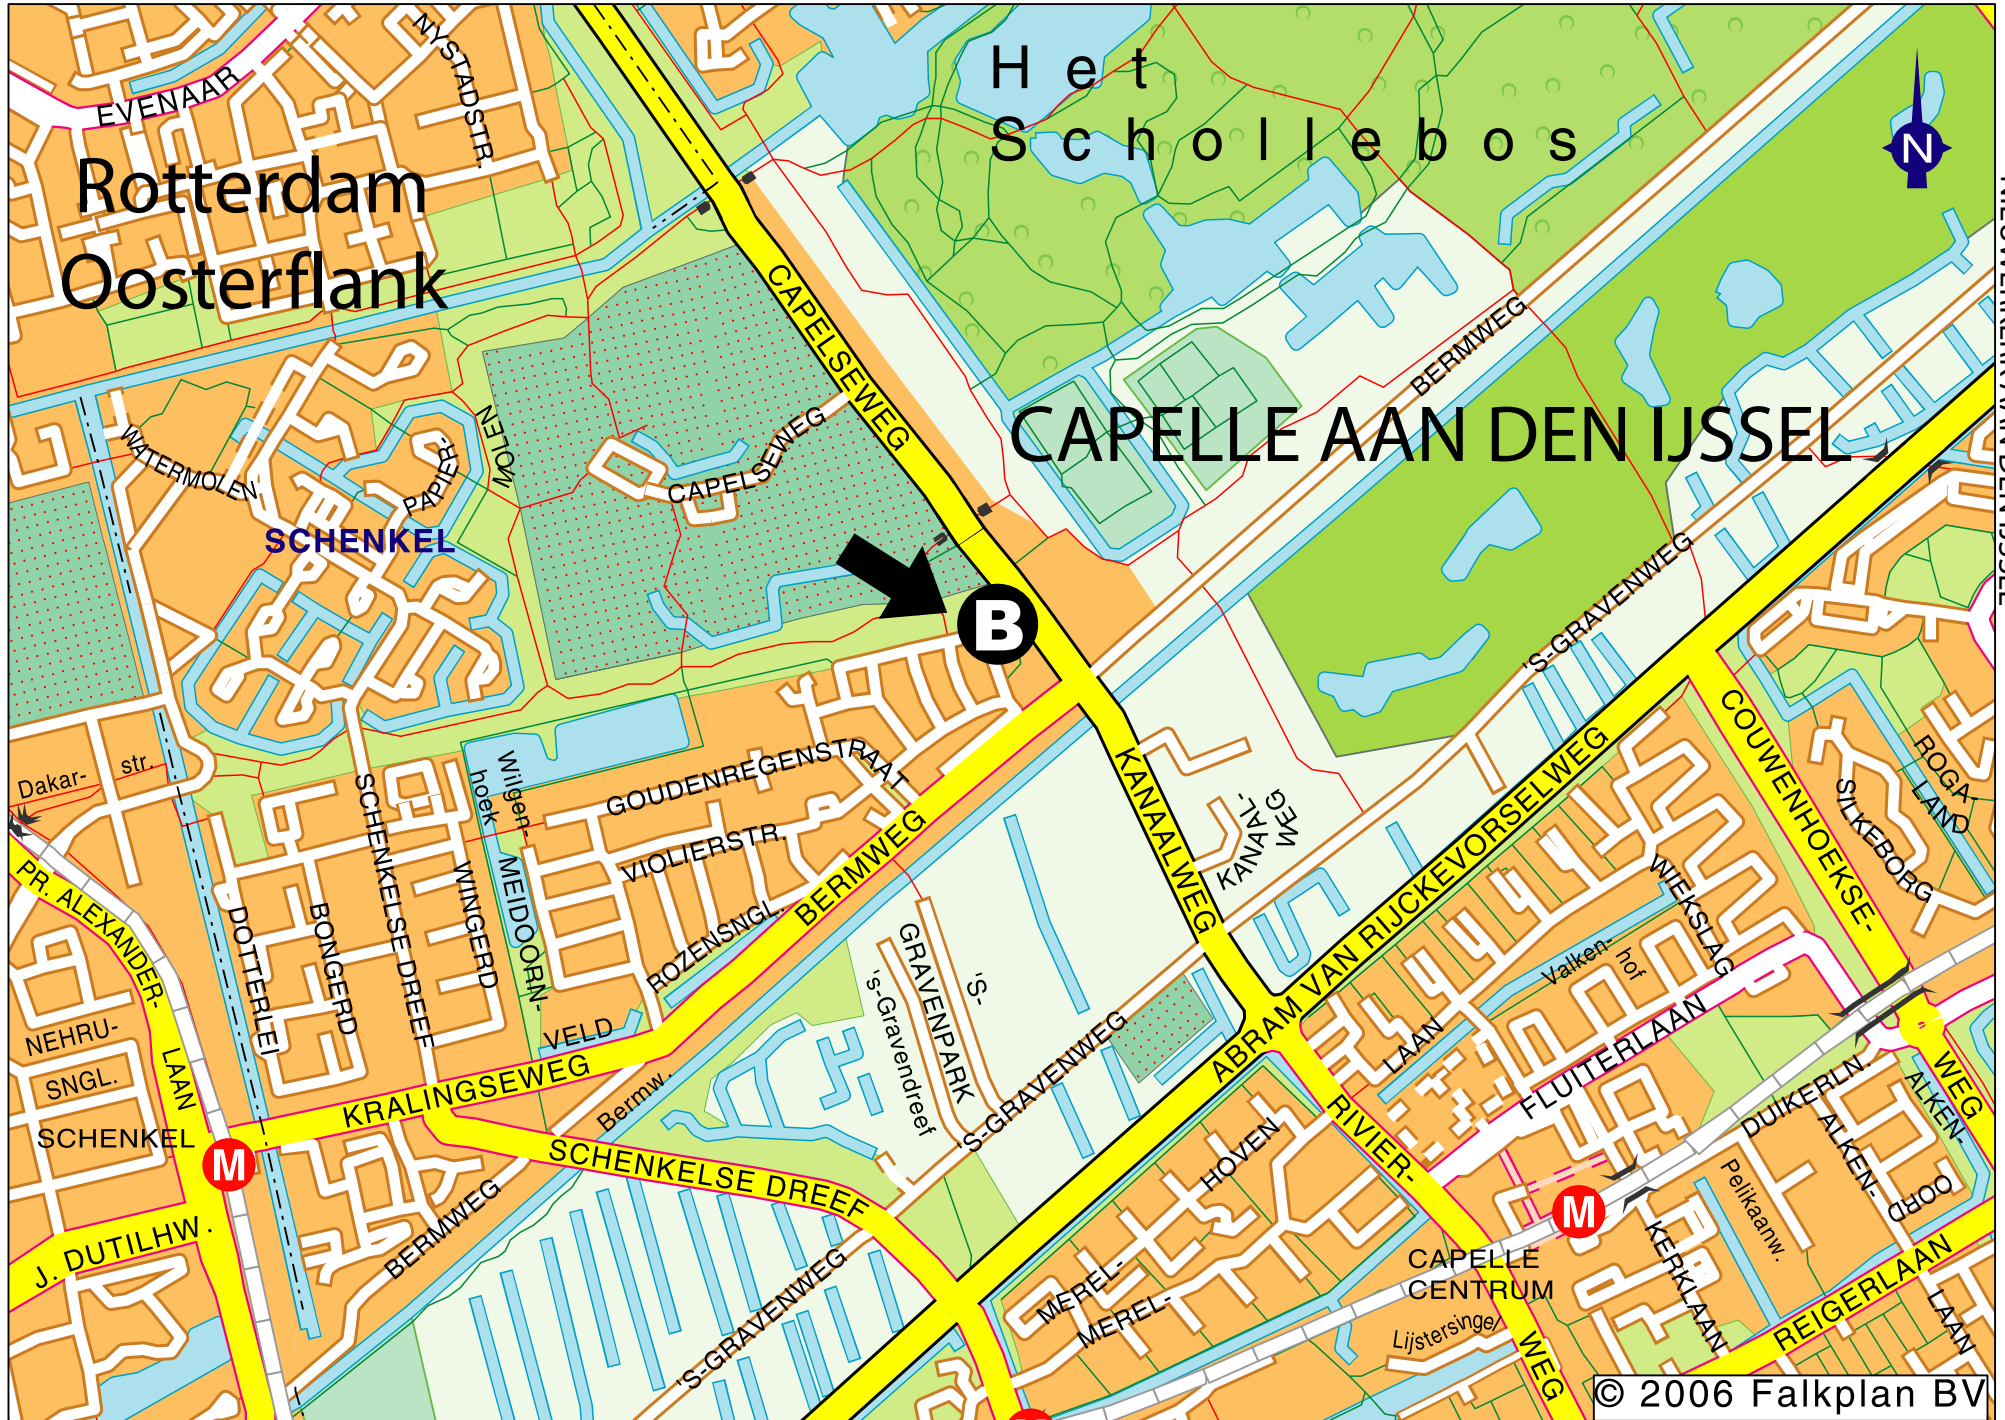 H e t
S c h o l l e b o s
EVENAAR
NYSTADSTR.
Rotterdam
Oosterflank
N
CAPELSEWEG
BERMWEG
CAPELLE AAN DEN IJSSEL
NIEUWERKERK AAN DEN IJSSEL
MOLEN
PAPIER-
WATERMOLEN
CAPELSEWEG
SCHENKEL
B
'S-GRAVENWEG
COUWENHOEKSE-
ROGA-
LAND
SILKEBORG
Dakar-
str.
Wilgen-
hoek
GOUDENREGENSTRAAT
VIOLIERSTR.
BERMWEG
ROZENSNGL.
KANAALWEG
KANAAL-
WEG
ABRAM VAN RIJCKEVORSELWEG
WIEKSLAG
Valken-
hof
SCHENKELSE DREEF
WINGERD
MEIDOORN-
VELD
BONGERD
DOTTERLEI
PR. ALEXANDER-
LAAN
NEHRU-
SNGL.
SCHENKEL
M
KRALINGSEWEG
Bermw.
'S-
GRAVENPARK
's-Gravendreef
'S-GRAVENWEG
LAAN
FLUITERLAAN
DUIKERLN.
WEG
ALKEN-
ALKEN-
OORD
RIVIER-
HOVEN
SCHENKELSE DREEF
J. DUTILHW.
BERMWEG
'S-GRAVENWEG
MEREL-
MEREL-
M
CAPELLE
CENTRUM
Lijstersingel
WEG
KERKLAAN
Pelikaanw.
REIGERLAAN
LAAN
© 2006 Falkplan BV